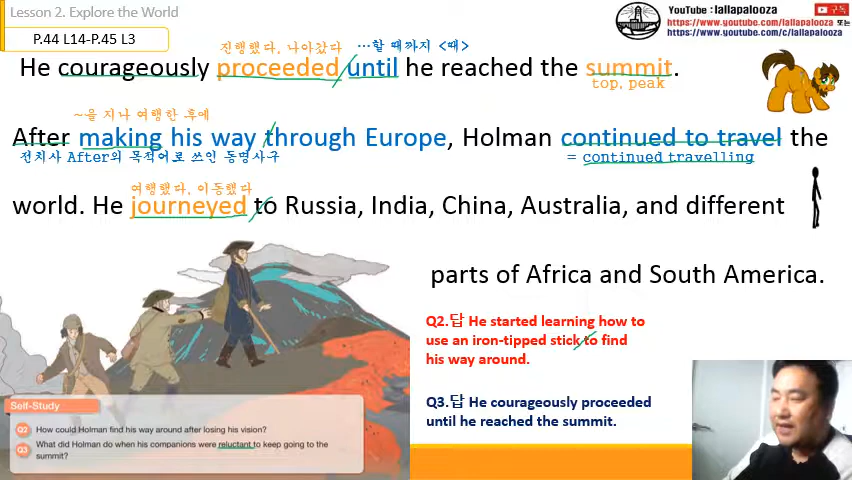 Lesson 2. Explore the World
P.44 L14-P.45 L3
YouTube : lallapalooza
구독
https://www.youtube.com/lallapalooza 또는
https://www.youtube.com/c/lallapalooza
진행했다, 나아갔다
…할 때까지 <때>
He courageously proceeded until he reached the summit.
top, peak
~을 지나 여행한 후에
After making his way through Europe, Holman continued to travel the
전치사 After의 목적어로 쓰인 동명사구
= continued travelling
여행했다, 이동했다
world. He journeyed to Russia, India, China, Australia, and different
parts of Africa and South America.
Q2.답 He started learning how to
use an iron-tipped stick to find
his way around.
Q3.답 He courageously proceeded
until he reached the summit.
Self-Study
Q2 How could Holman find his way around after losing his vision?
Q3 What did Holman do when his companions were reluctant to keep going to the
summit?